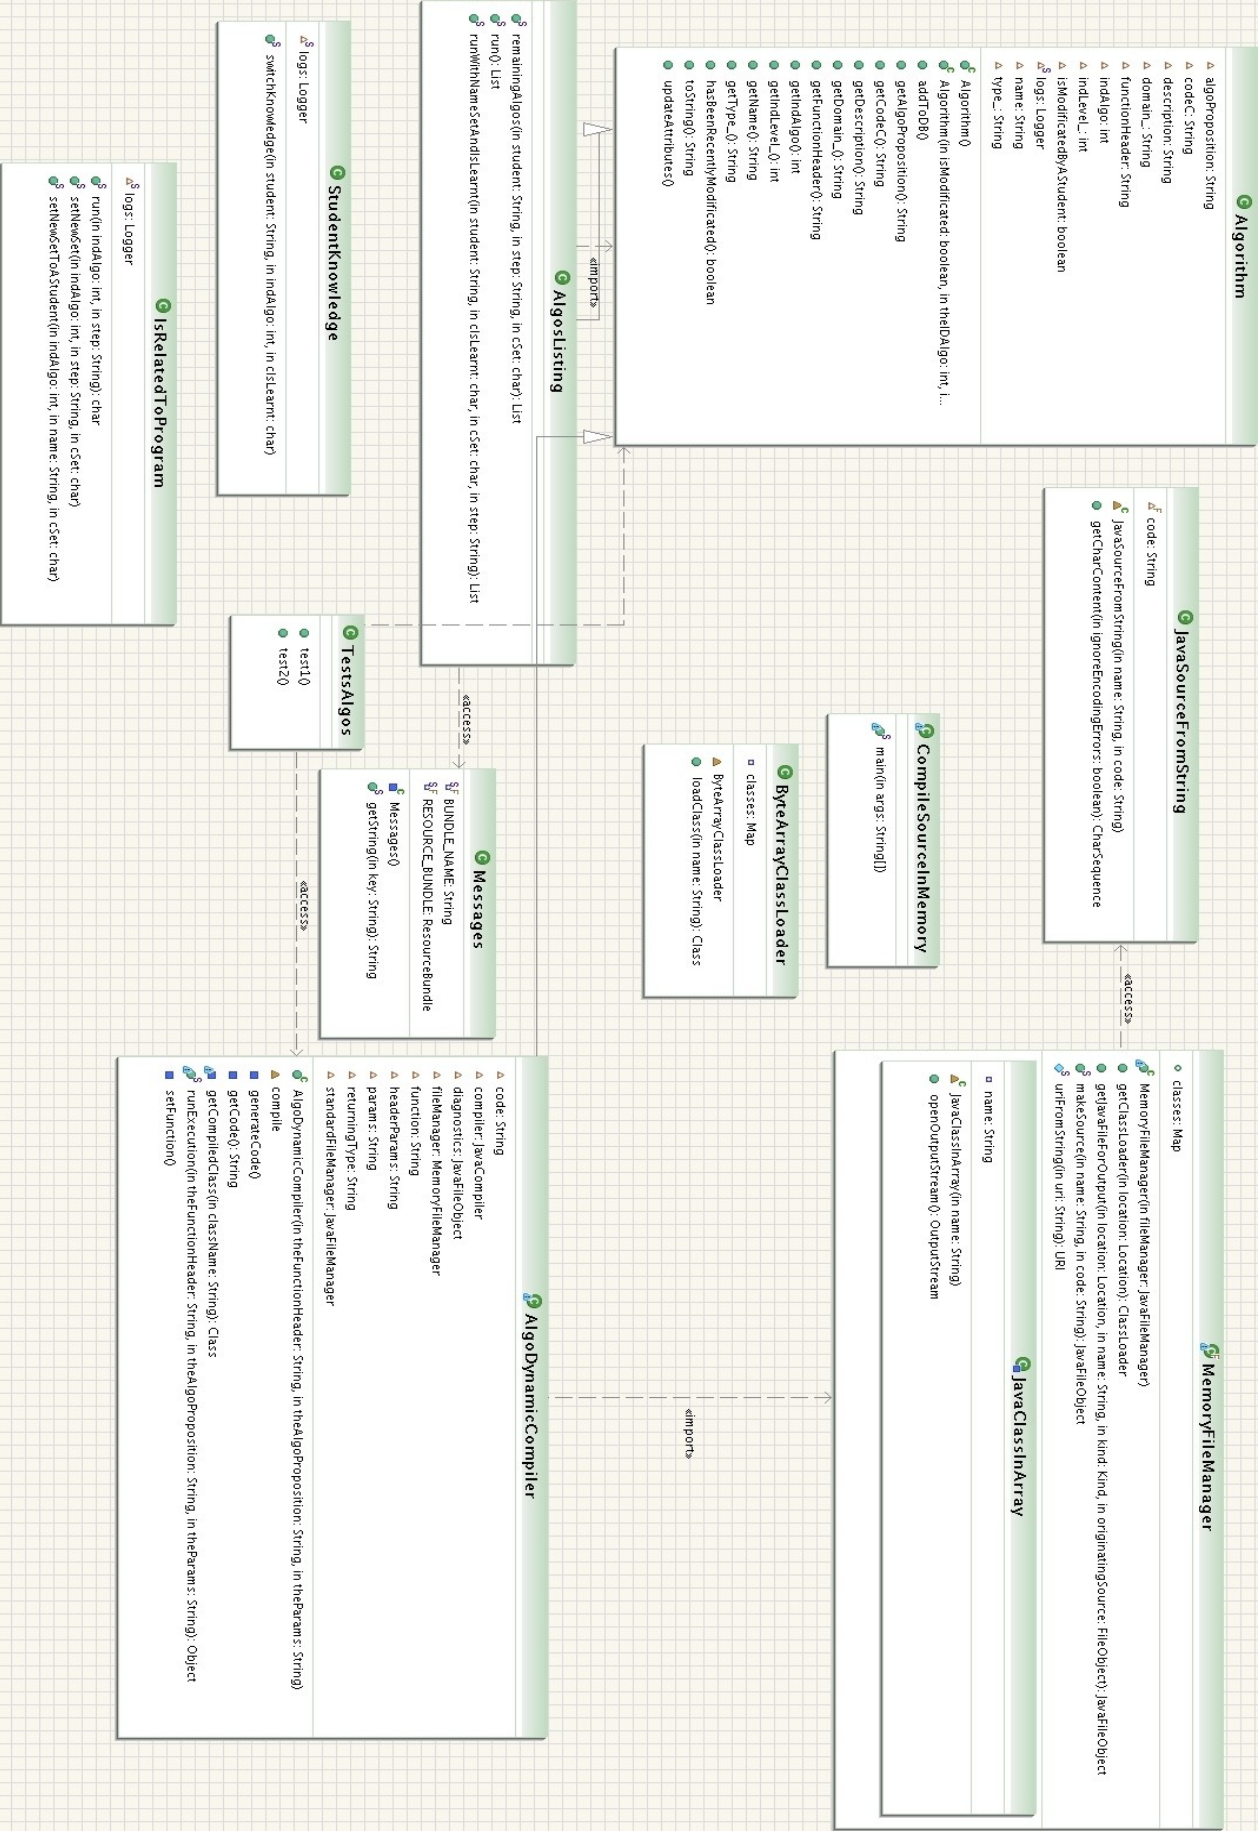 Algorithm
algoProposition: String
codeC: String
description: String
domain_: String
functionHeader: String
indAlgo: int
indLevel_: int
isModificatedByAStudent: boolean
logs: Logger
name: String
type_: String
Algorithm()
Algorithm(in isModificated: boolean, in theIDAlgo: int, i...
addToDB()
getAlgoProposition(): String
getCodeC(): String
getDescription(): String
getDomain_(): String
getFunctionHeader(): String
getIndAlgo(): int
getIndLevel_(): int
getName(): String
getType_(): String
hasBeenRecentlyModificated(): boolean
toString(): String
updateAttributes()
JavaSourceFromString
code: String
JavaSourceFromString(in name: String, in code: String)
getCharContent(in ignoreEncodingErrors: boolean): CharSequence
«access»
MemoryFileManager
classes: Map
MemoryFileManager(in fileManager: JavaFileManager)
getClassLoader(in location: Location): ClassLoader
getJavaFileForOutput(in location: Location, in name: String, in kind: Kind, in originatingSource: FileObject): JavaFileObject
makeSource(in name: String, in code: String): JavaFileObject
uriFromString(in uri: String): URI
JavaClassInArray
name: String
JavaClassInArray(in name: String)
openOutputStream(): OutputStream
CompileSourceInMemory
main(in args: String[])
ByteArrayClassLoader
classes: Map
ByteArrayClassLoader
loadClass(in name: String): Class
«import»
«import»
AlgosListing
remainingAlgos(in student: String, in step: String, in cSet: char): List
run(): List
runWithNameSetAndIsLearnt(in student: String, in cIsLearnt: char, in cSet: char, in step: String): List
«access»
Messages
BUNDLE_NAME: String
RESOURCE_BUNDLE: ResourceBundle
Messages()
getString(in key: String): String
AlgoDynamicCompiler
code: String
compiler: JavaCompiler
diagnostics: JavaFileObject
fileManager: MemoryFileManager
function: String
headerParams: String
params: String
returningType: String
standardFileManager: JavaFileManager
AlgoDynamicCompiler(in theFunctionHeader: String, in theAlgoProposition: String, in theParams: String)
compile
generateCode()
getCode(): String
getCompiledClass(in className: String): Class
runExecution(in theFunctionHeader: String, in theAlgoProposition: String, in theParams: String): Object
setFunction()
StudentKnowledge
logs: Logger
switchKnowledge(in student: String, in indAlgo: int, in cIsLearnt: char)
TestsAlgos
test1()
test2()
«access»
IsRelatedToProgram
logs: Logger
run(in indAlgo: int, in step: String): char
setNewSet(in indAlgo: int, in step: String, in cSet: char)
setNewSetToAStudent(in indAlgo: int, in name: String, in cSet: char)